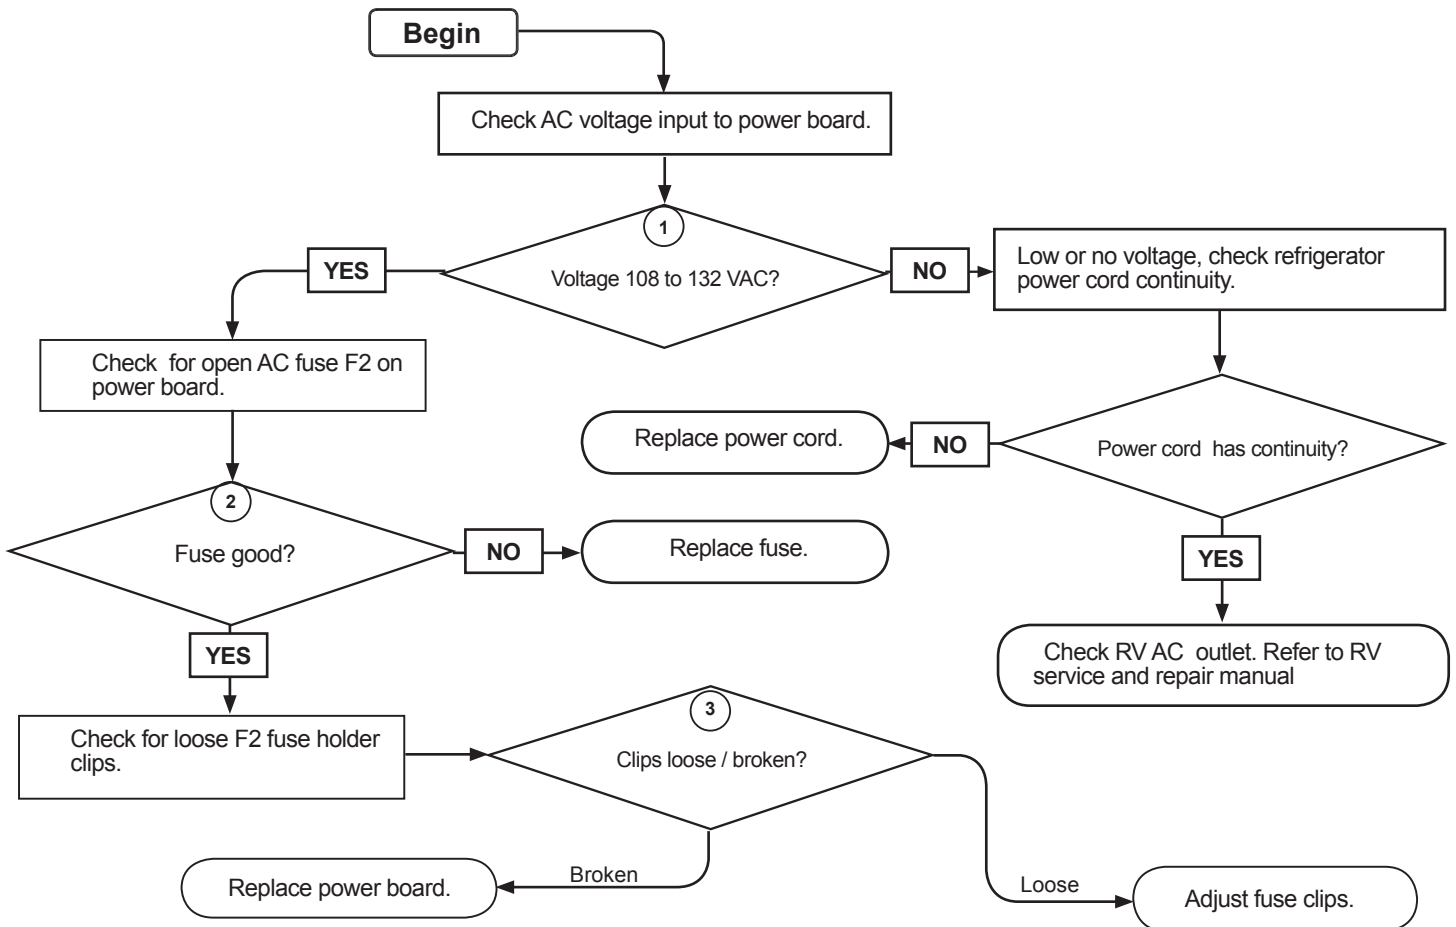 Begin
Check AC voltage input to power board.
1
Voltage 108 to 132 VAC?
YES
NO
Low or no voltage, check refrigerator
power cord continuity.
Check for open AC fuse F2 on
power board.
Replace power cord.
NO
Power cord has continuity?
2
Fuse good?
NO
Replace fuse.
YES
YES
Check RV AC outlet. Refer to RV
service and repair manual
Check for loose F2 fuse holder
clips.
3
Clips loose / broken?
Broken
Replace power board.
Loose
Adjust fuse clips.